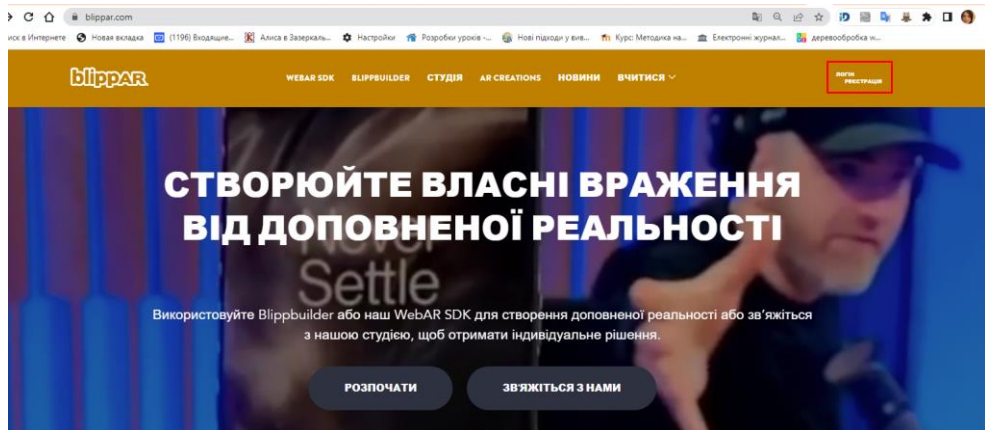 blippar.com
иск в Интернете Новая вкладка (1196) Входящие... Алиса в Зазеркаль... Настройки Розробки уроків -... Нові підходи у вив... Курс: Методика на... Електронні журнал... деревообробка и...
blippAR WEBAR SDK BLIPPBUILDER СТУДІЯ AR CREATIONS НОВИНИ ВЧИТИСЯ ЛОГІН
РЕЄСТРАЦІЯ
СТВОРЮЙТЕ ВЛАСНІ ВРАЖЕННЯ
ВІД ДОПОВНЕНОЇ РЕАЛЬНОСТІ
Never
Settle
Використовуйте Blippbuilder або наш WebAR SDK для створення доповненої реальності або зв’яжіться
з нашою студією, щоб отримати індивідуальне рішення.
РОЗПОЧАТИ ЗВ'ЯЖІТЬСЯ З НАМИ